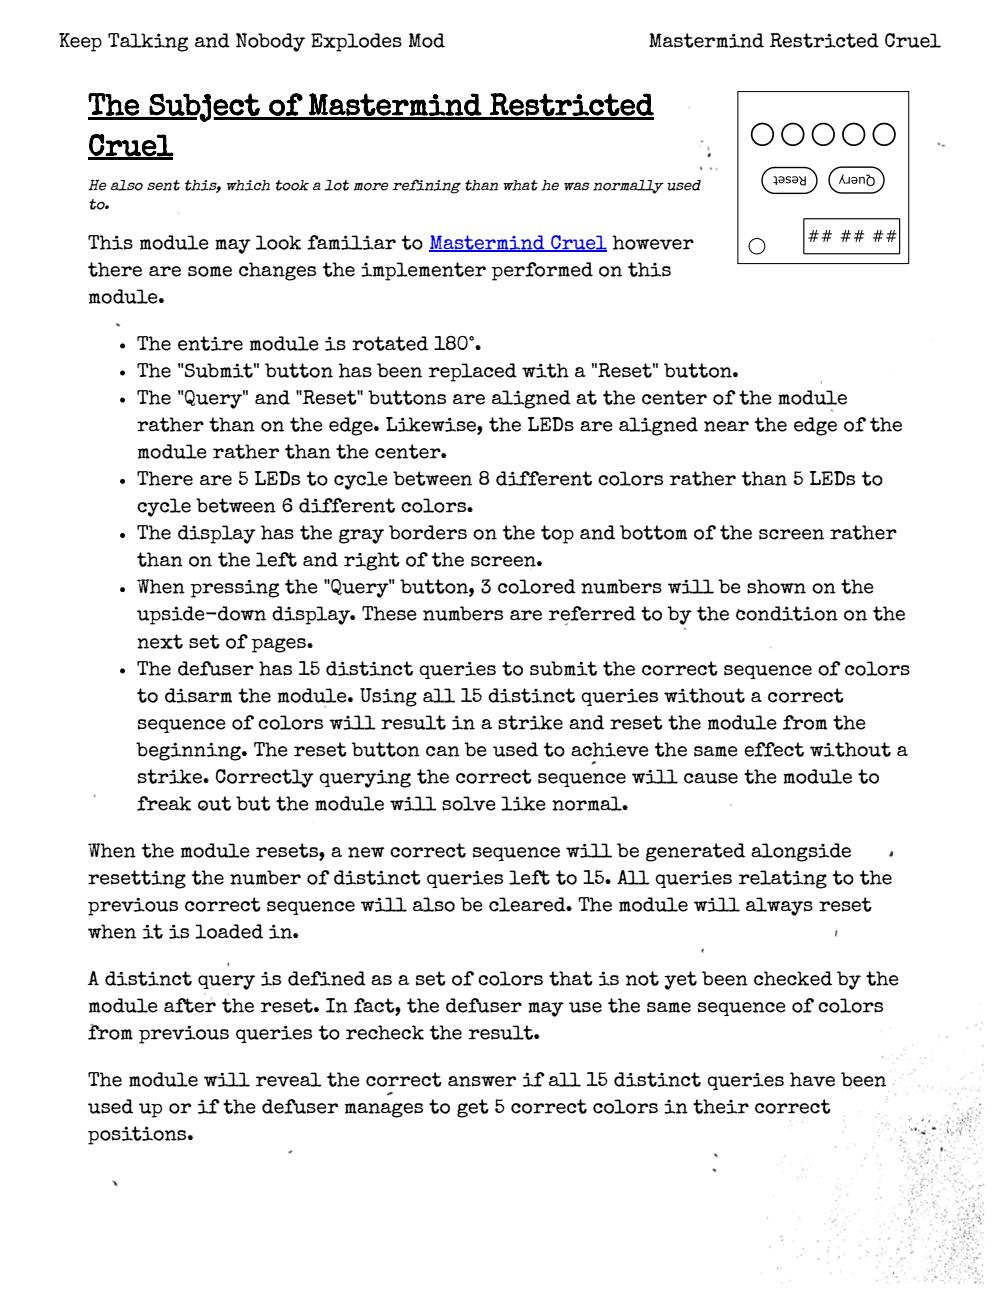 Keep Talking and Nobody Explodes Mod
Mastermind Restricted Cruel
The Subject of Mastermind Restricted
Cruel
He also sent this, which took a lot more refining than what he was normally used
to.
Reset
Query
## ## ##
This module may look familiar to Mastermind Cruel however
there are some changes the implementer performed on this
module.
• The entire module is rotated 180°.
• The "Submit" button has been replaced with a "Reset" button.
• The "Query" and "Reset" buttons are aligned at the center of the module
rather than on the edge. Likewise, the LEDs are aligned near the edge of the
module rather than the center.
• There are 5 LEDs to cycle between 8 different colors rather than 5 LEDs to
cycle between 6 different colors.
• The display has the gray borders on the top and bottom of the screen rather
than on the left and right of the screen.
• When pressing the "Query" button, 3 colored numbers will be shown on the
upside-down display. These numbers are referred to by the condition on the
next set of pages.
• The defuser has 15 distinct queries to submit the correct sequence of colors
to disarm the module. Using all 15 distinct queries without a correct
sequence of colors will result in a strike and reset the module from the
beginning. The reset button can be used to achieve the same effect without a
strike. Correctly querying the correct sequence will cause the module to
freak out but the module will solve like normal.
When the module resets, a new correct sequence will be generated alongside
resetting the number of distinct queries left to 15. All queries relating to the
previous correct sequence will also be cleared. The module will always reset
when it is loaded in.
A distinct query is defined as a set of colors that is not yet been checked by the
module after the reset. In fact, the defuser may use the same sequence of colors
from previous queries to recheck the result.
The module will reveal the correct answer if all 15 distinct queries have been
used up or if the defuser manages to get 5 correct colors in their correct
positions.